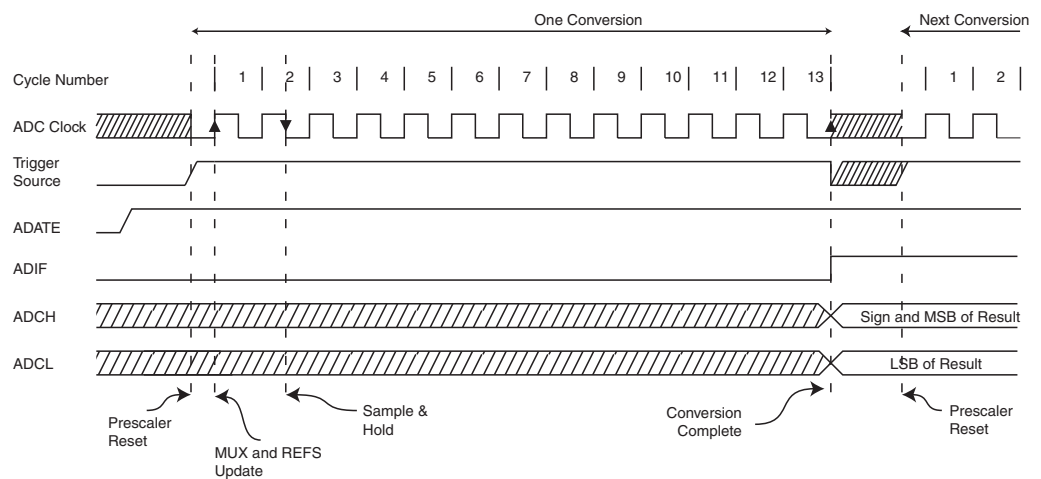 One Conversion
Next Conversion
Cycle Number
1 2 3 4 5 6 7 8 9 10 11 12 13 1 2
ADC Clock
Trigger
Source
ADATE
ADIF
ADCH
Sign and MSB of Result
ADCL
LSB of Result
Prescaler
Reset
MUX and REFS
Update
Sample &
Hold
Conversion
Complete
Prescaler
Reset